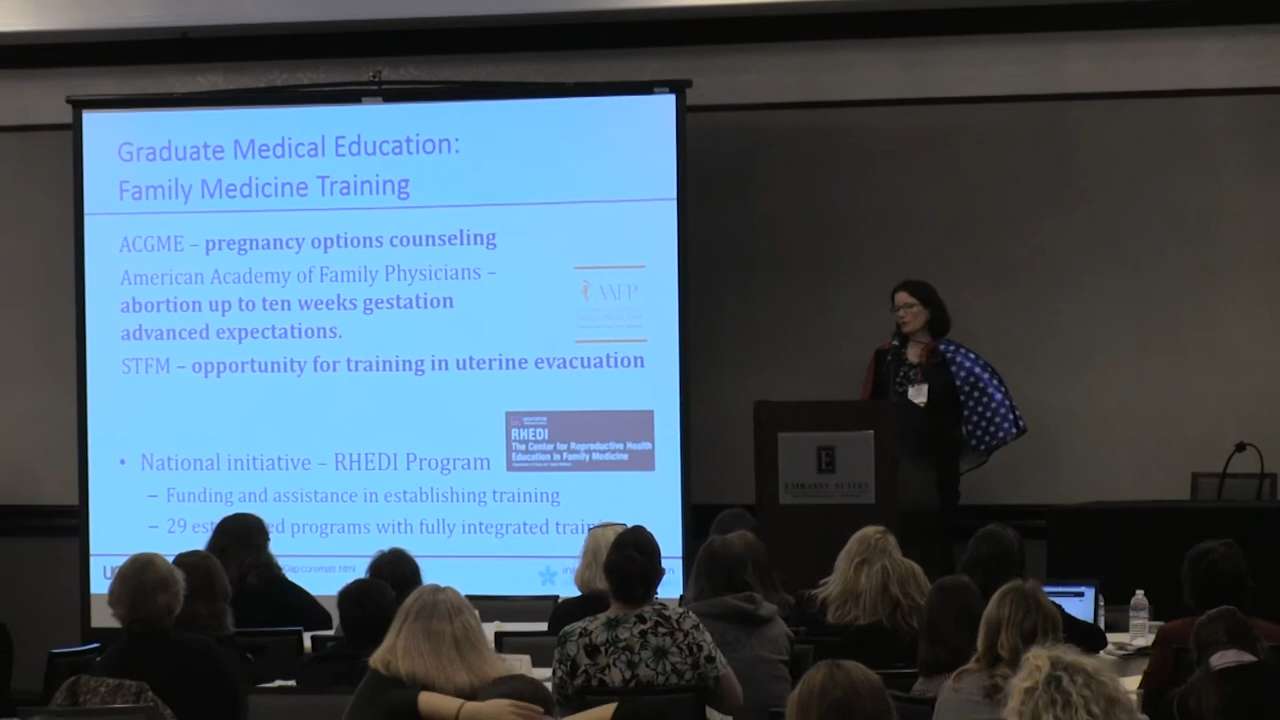 Graduate Medical Education:
Family Medicine Training
ACGME – pregnancy options counseling
American Academy of Family Physicians –
abortion up to ten weeks gestation
advanced expectations.
AAFP
STFM – opportunity for training in uterine evacuation
RHEDI
The Center for Reproductive Health
Education in Family Medicine
• National initiative – RHEDI Program
– Funding and assistance in establishing training
– 29 programs with fully integrated
E
EMBASSY SUITES